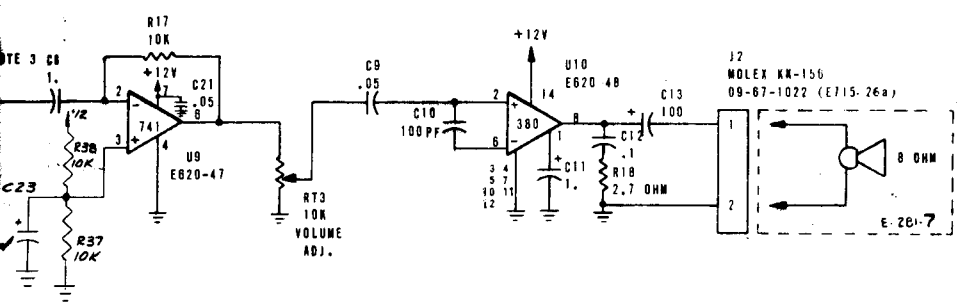 R17
10K
TE 3 C8
1.
+12V
2
7
C21
.05
6
-
741
+
3
4
+12
R38
10K
U9
E620-47
C23
+
R37
10K
RT3
10K
VOLUME
ADJ.
C9
.05
C10
100 PF
+12V
U10
E620-48
14
2
+
380
8
6
-
1
3 4
5 7
10 11
12
+
C11
1.
C13
+
100
C12
.1
R18
2.7 OHM
J2
MOLEX KK-156
09-67-1022 (E715-26a)
1
2
8 OHM
E-281-7